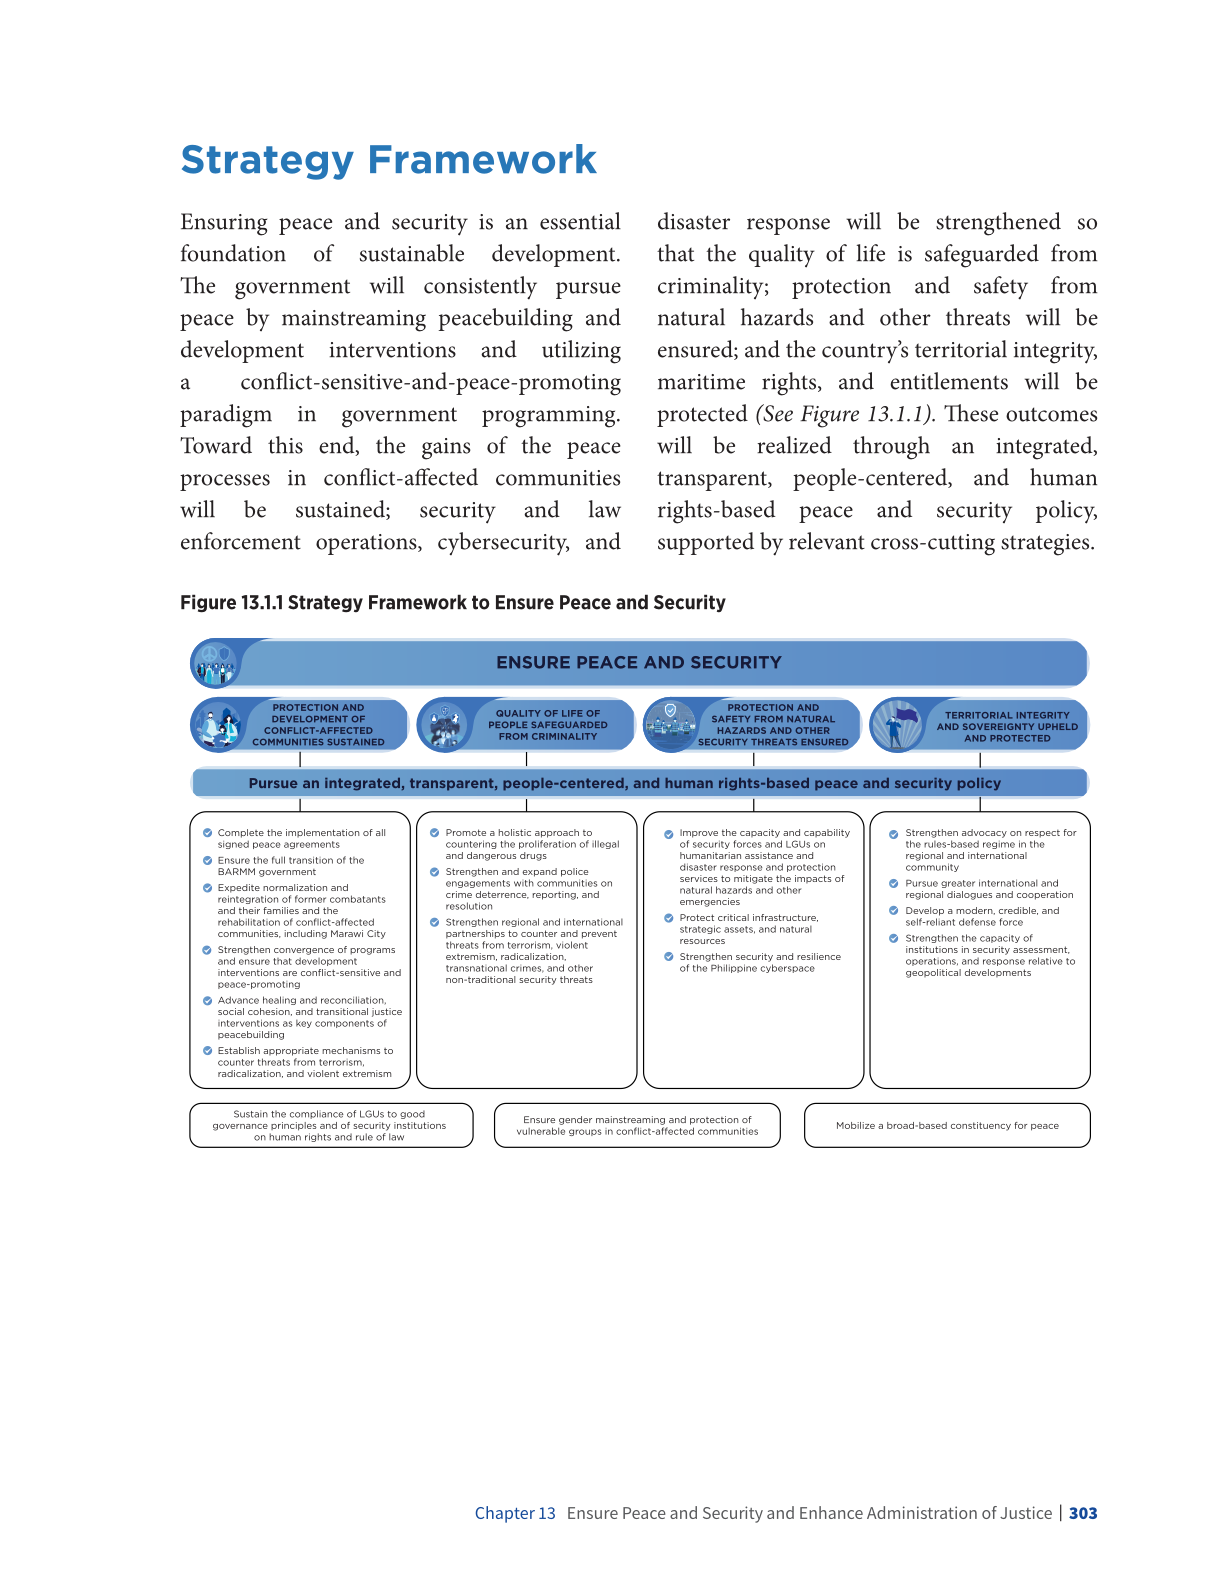 Strategy Framework
Ensuring peace and security is an essential
foundation of sustainable development.
The government will consistently pursue
peace by mainstreaming peacebuilding and
development interventions and utilizing
a conflict-sensitive-and-peace-promoting
paradigm in government programming.
Toward this end, the gains of the peace
processes in conflict-affected communities
will be sustained; security and law
enforcement operations, cybersecurity, and
disaster response will be strengthened so
that the quality of life is safeguarded from
criminality; protection and safety from
natural hazards and other threats will be
ensured; and the country's territorial integrity,
maritime rights, and entitlements will be
protected (See Figure 13.1.1). These outcomes
will be realized through an integrated,
transparent, people-centered, and human
rights-based peace and security policy,
supported by relevant cross-cutting strategies.
Figure 13.1.1 Strategy Framework to Ensure Peace and Security
ENSURE PEACE AND SECURITY
PROTECTION AND
DEVELOPMENT OF
CONFLICT-AFFECTED
COMMUNITIES SUSTAINED
QUALITY OF LIFE OF
PEOPLE SAFEGUARDED
FROM CRIMINALITY
PROTECTION AND
SAFETY FROM NATURAL
HAZARDS AND OTHER
SECURITY THREATS ENSURED
TERRITORIAL INTEGRITY
AND SOVEREIGNTY UPHELD
AND PROTECTED
Pursue an integrated, transparent, people-centered, and human rights-based peace and security policy
Complete the implementation of all
signed peace agreements
Ensure the full transition of the
BARMM government
Expedite normalization and
reintegration of former combatants
and their families and the
rehabilitation of conflict-affected
communities, including Marawi City
Strengthen convergence of programs
and ensure that development
interventions are conflict-sensitive and
peace-promoting
Advance healing and reconciliation,
social cohesion, and transitional justice
interventions as key components of
peacebuilding
Establish appropriate mechanisms to
counter threats from terrorism,
radicalization, and violent extremism
Promote a holistic approach to
countering the proliferation of illegal
and dangerous drugs
Strengthen and expand police
engagements with communities on
crime deterrence, reporting, and
resolution
Strengthen regional and international
partnerships to counter and prevent
threats from terrorism, violent
extremism, radicalization,
transnational crimes, and other
non-traditional security threats
Improve the capacity and capability
of security forces and LGUs on
humanitarian assistance and
disaster response and protection
services to mitigate the impacts of
natural hazards and other
emergencies
Protect critical infrastructure,
strategic assets, and natural
resources
Strengthen security and resilience
of the Philippine cyberspace
Strengthen advocacy on respect for
the rules-based regime in the
regional and international
community
Pursue greater international and
regional dialogues and cooperation
Develop a modern, credible, and
self-reliant defense force
Strengthen the capacity of
institutions in security assessment,
operations, and response relative to
geopolitical developments
Sustain the compliance of LGUs to good
governance principles and of security institutions
on human rights and rule of law
Ensure gender mainstreaming and protection of
vulnerable groups in conflict-affected communities
Mobilize a broad-based constituency for peace
Chapter 13 Ensure Peace and Security and Enhance Administration of Justice | 303